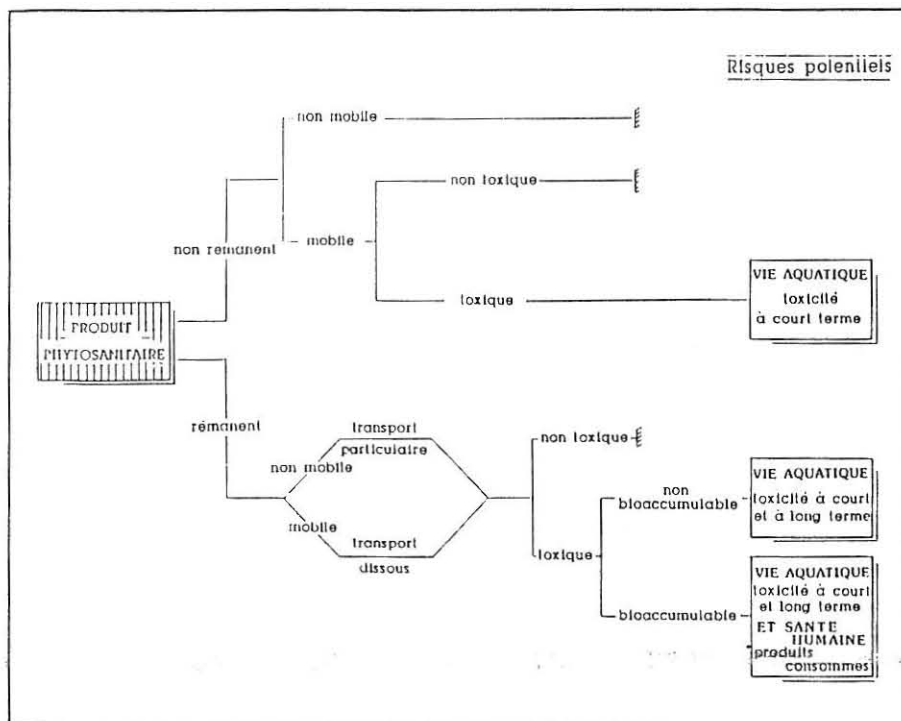 Risques potentiels
non mobile
non toxique
non rémanent
mobile
toxique
VIE AQUATIQUE
toxicité
à court terme
PRODUIT
PHYTOSANITAIRE
rémanent
transport
particulaire
non mobile
mobile
transport
dissous
non toxique
toxique
non
bioaccumulable
VIE AQUATIQUE
toxicité à court
et à long terme
bioaccumulable
VIE AQUATIQUE
toxicité à court
et long terme
ET SANTE
HUMAINE
produits
consommés